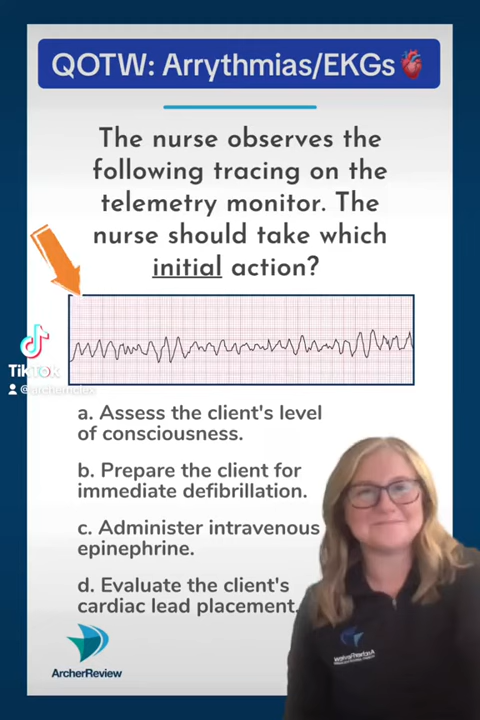 QOTW: Arrythmias/EKGs
The nurse observes the
following tracing on the
telemetry monitor. The
nurse should take which
initial action?
TikTok
@archernclex
a. Assess the client's level
of consciousness.
b. Prepare the client for
immediate defibrillation.
c. Administer intravenous
epinephrine.
d. Evaluate the client's
cardiac lead placement.
ArcherReview
ArcherReview